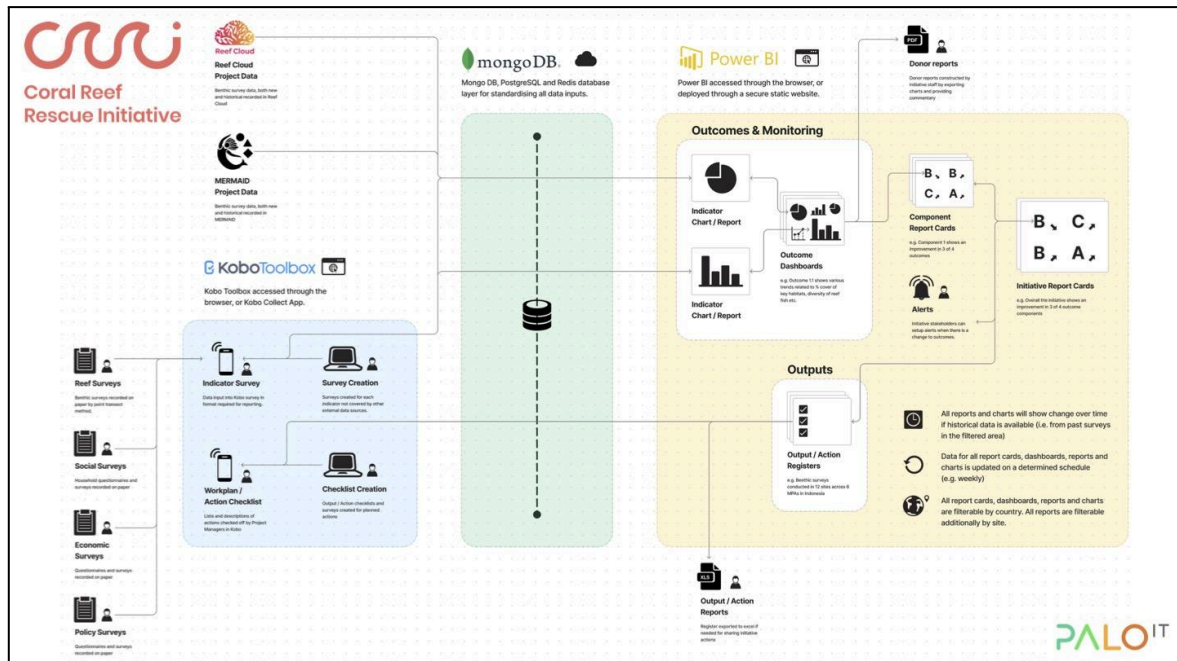 Coral Reef
Rescue Initiative
Reef Cloud
Reef Cloud
Project Data
Benthic survey data, both new
and historical recorded in Reef
Cloud
MERMAID
Project Data
Benthic survey data, both new
and historical recorded in
MERMAID
KoboToolbox
Kobo Toolbox accessed through the
browser, or Kobo Collect App.
Reef Surveys
Benthic surveys recorded on
paper by point transect
method.
Social Surveys
Household questionnaires and
surveys recorded on paper
Economic
Surveys
Questionnaires and surveys
recorded on paper
Policy Surveys
Questionnaires and surveys
recorded on paper
Indicator Survey
Data input into Kobo survey in
format required for reporting.
Survey Creation
Surveys created for each
indicator not covered by other
external data sources.
Workplan /
Action Checklist
Lists and descriptions of
actions checked off by Project
Managers in Kobo
Checklist Creation
Output / Action checklists and
surveys created for planned
actions
mongoDB®
Mongo DB, PostgreSQL and Redis database
layer for standardising all data inputs.
Power BI
Power BI accessed through the browser, or
deployed through a secure static website.
PDF
Donor reports
Donor reports constructed by
initiative staff by exporting
charts and providing
commentary
Outcomes & Monitoring
Indicator
Chart / Report
Indicator
Chart / Report
Outcome
Dashboards
e.g. Outcome 1.1 shows various
trends related to % cover of
key habitats, diversity of reef
fish etc.
B B
C A
Component
Report Cards
e.g. Component 1 shows an
improvement in 3 of 4
outcomes
B C
B A
Initiative Report Cards
e.g. Overall the initiative shows an
improvement in 3 of 4 outcome
components
Alerts
Initiative stakeholders can
setup alerts when there is a
change to outcomes.
Outputs
Output / Action
Registers
e.g. Benthic surveys
conducted in 12 sites across 6
MPAs in Indonesia
All reports and charts will show change over time
if historical data is available (i.e. from past surveys
in the filtered area)
Data for all report cards, dashboards, reports and
charts is updated on a determined schedule
(e.g. weekly)
All report cards, dashboards, reports and charts
are filterable by country. All reports are filterable
additionally by site.
XLS
Output / Action
Reports
Register exported to excel if
needed for sharing initiative
actions
PALO IT